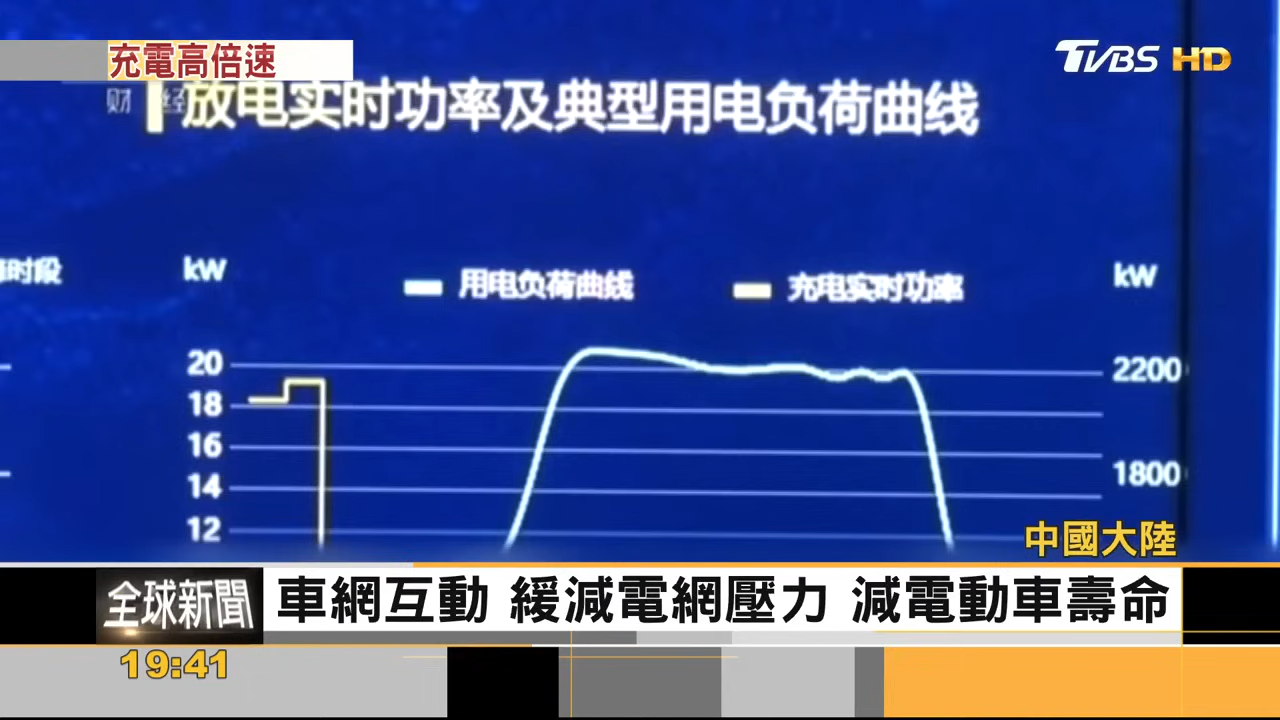 充電高倍速
TVBS HD
财经
放电实时功率及典型用电负荷曲线
时段
kW
用电负荷曲线
充电实时功率
kW
20
18
16
14
12
2200
1800
中國大陸
全球新聞
車網互動 緩減電網壓力 減電動車壽命
19:41